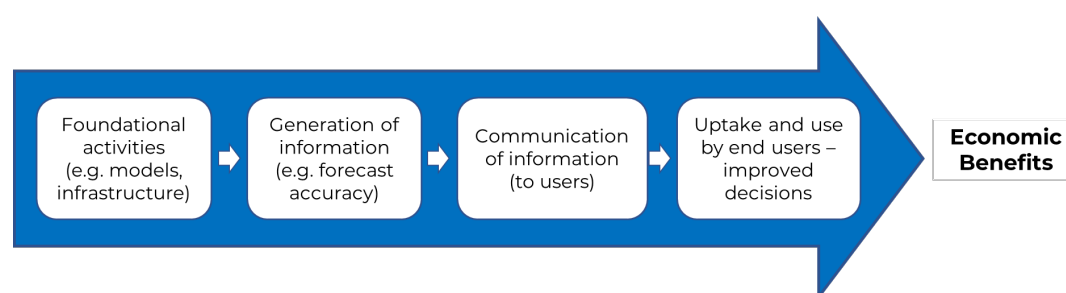 Foundational
activities
(e.g. models,
infrastructure)
Generation of
information
(e.g. forecast
accuracy)
Communication
of information
(to users)
Uptake and use
by end users –
improved
decisions
Economic
Benefits